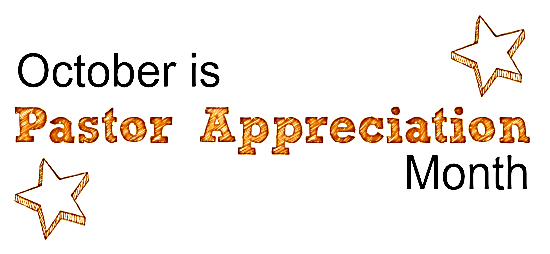 October is
Pastor Appreciation
Month